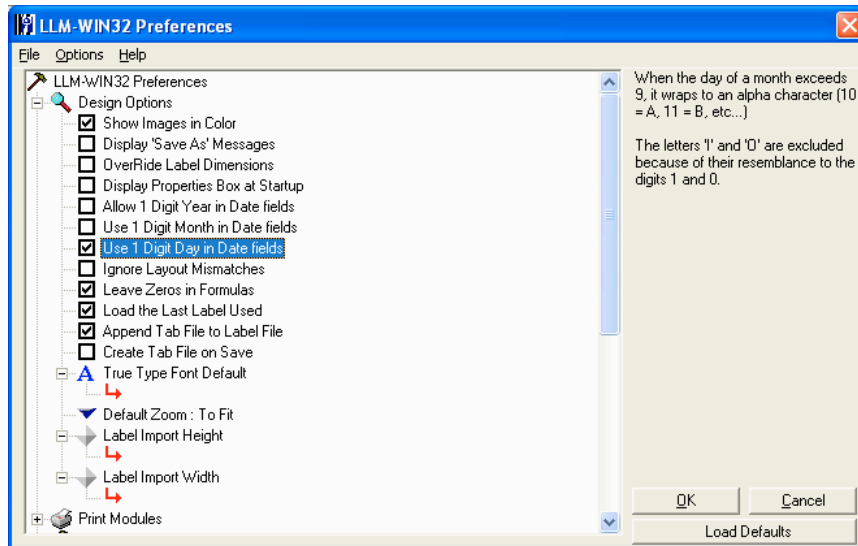 LLM-WIN32 Preferences
File Options Help
LLM-WIN32 Preferences
Design Options
Show Images in Color
Display 'Save As' Messages
OverRide Label Dimensions
Display Properties Box at Startup
Allow 1 Digit Year in Date fields
Use 1 Digit Month in Date fields
Use 1 Digit Day in Date fields
Ignore Layout Mismatches
Leave Zeros in Formulas
Load the Last Label Used
Append Tab File to Label File
Create Tab File on Save
A True Type Font Default
Default Zoom : To Fit
Label Import Height
Label Import Width
Print Modules
When the day of a month exceeds
9, it wraps to an alpha character (10
= A, 11 = B, etc...)
The letters 'I' and 'O' are excluded
because of their resemblance to the
digits 1 and 0.
OK Cancel
Load Defaults